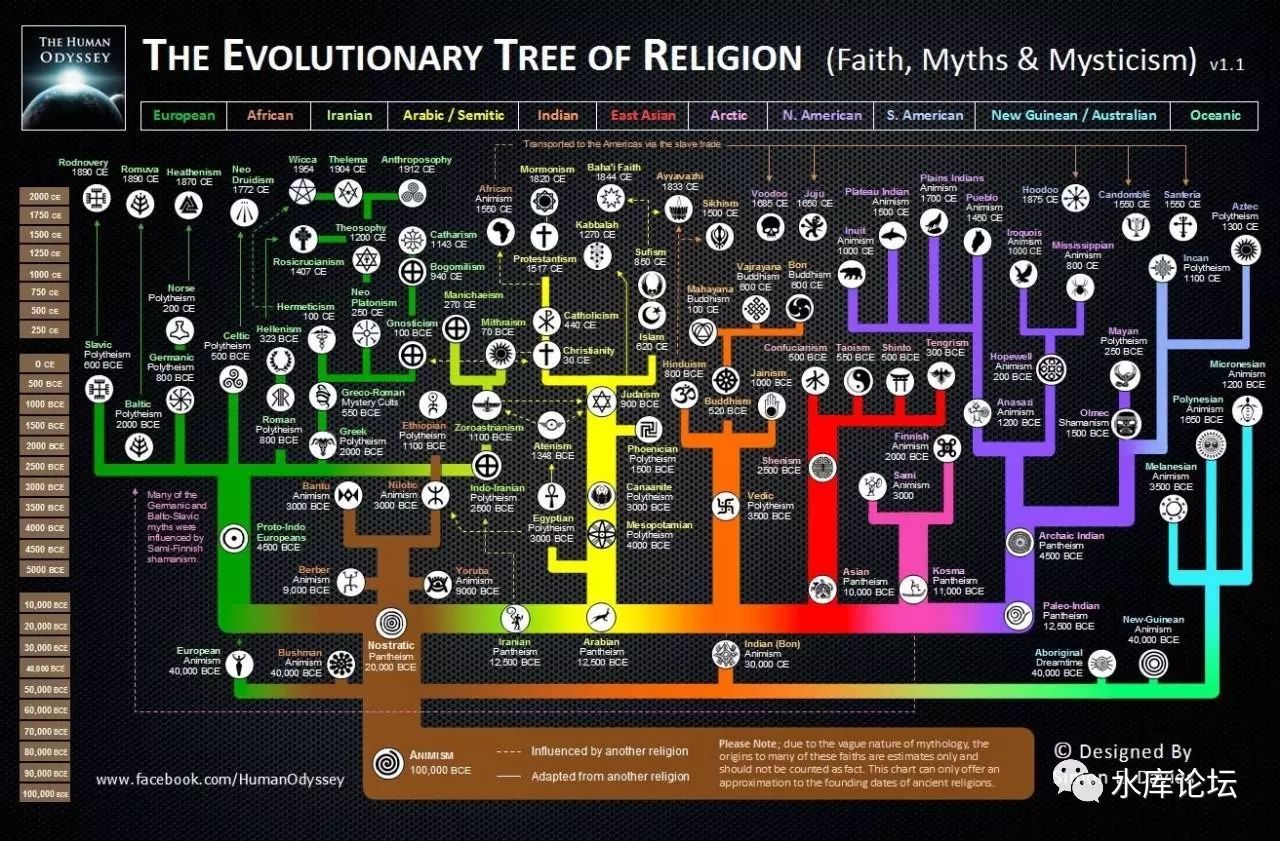 THE HUMAN
ODYSSEY
THE EVOLUTIONARY TREE OF RELIGION (Faith, Myths & Mysticism) v1.1
European
African
Iranian
Arabic / Semitic
Indian
East Asian
Arctic
N. American
S. American
New Guinean / Australian
Oceanic
Transported to the Americas via the slave trade
2000 CE
1750 CE
1500 CE
1250 CE
1000 CE
750 CE
500 CE
250 CE
0 CE
500 BCE
1000 BCE
1500 BCE
2000 BCE
2500 BCE
3000 BCE
3500 BCE
4000 BCE
4500 BCE
5000 BCE
10,000 BCE
20,000 BCE
30,000 BCE
40,000 BCE
50,000 BCE
60,000 BCE
70,000 BCE
80,000 BCE
90,000 BCE
100,000 BCE
Rodnovery
1890 CE
Romuva
1890 CE
Heathenism
1870 CE
Neo
Druidism
1772 CE
Wicca
1954
Thelema
1904 CE
Anthroposophy
1912 CE
Theosophy
1200 CE
Rosicrucianism
1407 CE
Catharism
1143 CE
Bogomilism
940 CE
Norse
Polytheism
200 CE
Hermeticism
100 CE
Neo
Platonism
250 CE
Gnosticism
100 BCE
Manichaeism
270 CE
Mithraism
70 BCE
Slavic
Polytheism
600 BCE
Baltic
Polytheism
2000 BCE
Germanic
Polytheism
800 BCE
Celtic
Polytheism
500 BCE
Hellenism
323 BCE
Roman
Polytheism
800 BCE
Greco-Roman
Mystery Cults
550 BCE
Greek
Polytheism
2000 BCE
Ethiopian
Polytheism
1100 BCE
Zoroastrianism
1100 BCE
Indo-Iranian
Polytheism
2500 BCE
African
Animism
1550 CE
Mormonism
1820 CE
Protestantism
1517 CE
Catholicism
440 CE
Christianity
30 CE
Baha'i Faith
1844 CE
Kabbalah
1270 CE
Sufism
850 CE
Islam
620 CE
Judaism
900 BCE
Atenism
1348 BCE
Phoenician
Polytheism
1500 BCE
Canaanite
Polytheism
3000 BCE
Mesopotamian
Polytheism
4000 BCE
Egyptian
Polytheism
3000 BCE
Ayyavazhi
1833 CE
Sikhism
1500 CE
Mahayana
Buddhism
100 CE
Vajrayana
Buddhism
600 CE
Bon
Buddhism
600 CE
Hinduism
800 BCE
Buddhism
520 BCE
Jainism
1000 BCE
Vedic
Polytheism
3500 BCE
Confucianism
500 BCE
Taoism
550 BCE
Shinto
500 BCE
Tengrism
300 BCE
Shenism
2500 BCE
Voodoo
1685 CE
Juju
1650 CE
Plateau Indian
Animism
1500 CE
Plains Indians
Animism
1700 CE
Pueblo
Animism
1450 CE
Inuit
Animism
1000 CE
Iroquois
Animism
1000 CE
Mississippian
Animism
800 CE
Hoodoo
1875 CE
Candomblé
1550 CE
Santeria
1550 CE
Aztec
Polytheism
1300 CE
Incan
Polytheism
1100 CE
Mayan
Polytheism
250 BCE
Hopewell
Animism
200 BCE
Anasazi
Animism
1200 BCE
Olmec
Shamanism
1500 BCE
Micronesian
Animism
1200 BCE
Polynesian
Animism
1650 BCE
Melanesian
Animism
3500 BCE
Finnish
Animism
2000 BCE
Sami
Animism
3000
Many of the
Germanic and
Balto-Slavic
myths were
influenced by
Sami-Finnish
shamanism.
Proto-Indo
Europeans
4500 BCE
Bantu
Animism
3000 BCE
Nilotic
Animism
3000 BCE
Berber
Animism
9,000 BCE
Yoruba
Animism
9000 BCE
Asian
Pantheism
10,000 BCE
Kosma
Pantheism
11,000 BCE
Archaic Indian
Pantheism
4500 BCE
Paleo-Indian
Pantheism
12,500 BCE
European
Animism
40,000 BCE
Bushman
Animism
40,000 BCE
Nostratic
Pantheism
20,000 BCE
Iranian
Pantheism
12,500 BCE
Arabian
Pantheism
12,500 BCE
Indian (Bon)
Animism
30,000 CE
Aboriginal
Dreamtime
40,000 BCE
New-Guinean
Animism
40,000 BCE
ANIMISM
100,000 BCE
Influenced by another religion
Adapted from another religion
Please Note; due to the vague nature of mythology, the
origins to many of these faiths are estimates only and
should not be counted as fact. This chart can only offer an
approximation to the founding dates of ancient religions.
www.facebook.com/HumanOdyssey
© Designed By
水库论坛